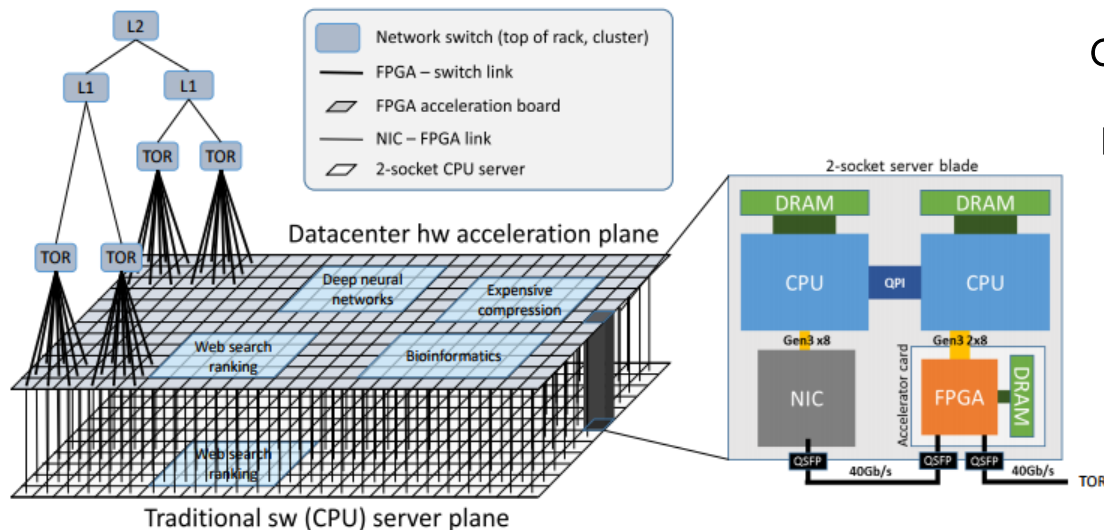 L2
L1
L1
TOR
TOR
TOR
TOR
Network switch (top of rack, cluster)
FPGA – switch link
FPGA acceleration board
NIC – FPGA link
2-socket CPU server
Datacenter hw acceleration plane
Deep neural
networks
Expensive
compression
Web search
ranking
Bioinformatics
Web search
ranking
Traditional sw (CPU) server plane
2-socket server blade
DRAM
DRAM
CPU
QPI
CPU
Gen3 x8
Gen3 2x8
NIC
Accelerator card
FPGA
DRAM
QSFP
QSFP
QSFP
40Gb/s
40Gb/s
TOR